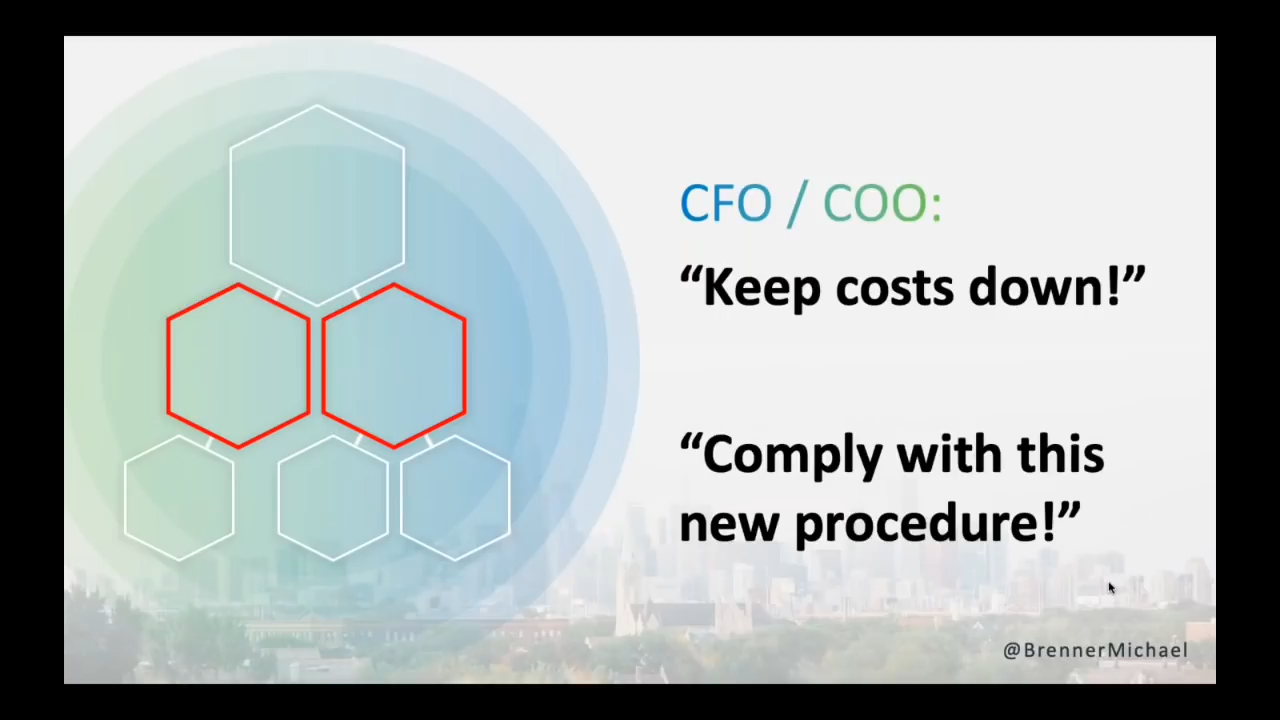 CFO / COO:
“Keep costs down!”
“Comply with this
new procedure!”
@BrennerMichael